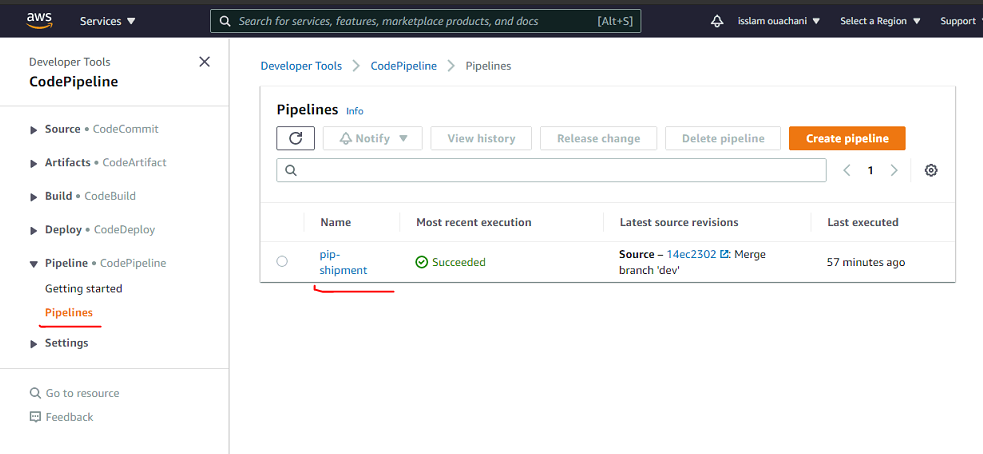 aws
Services
Search for services, features, marketplace products, and docs
[Alt+S]
isslam ouachani
Select a Region
Support
Developer Tools
CodePipeline
Source • CodeCommit
Artifacts • CodeArtifact
Build • CodeBuild
Deploy • CodeDeploy
Pipeline • CodePipeline
Getting started
Pipelines
Settings
Go to resource
Feedback
Developer Tools > CodePipeline > Pipelines
Pipelines Info
Notify
View history
Release change
Delete pipeline
Create pipeline
1
Name
Most recent execution
Latest source revisions
Last executed
pip-
shipment
Succeeded
Source – 14ec2302: Merge
branch 'dev'
57 minutes ago